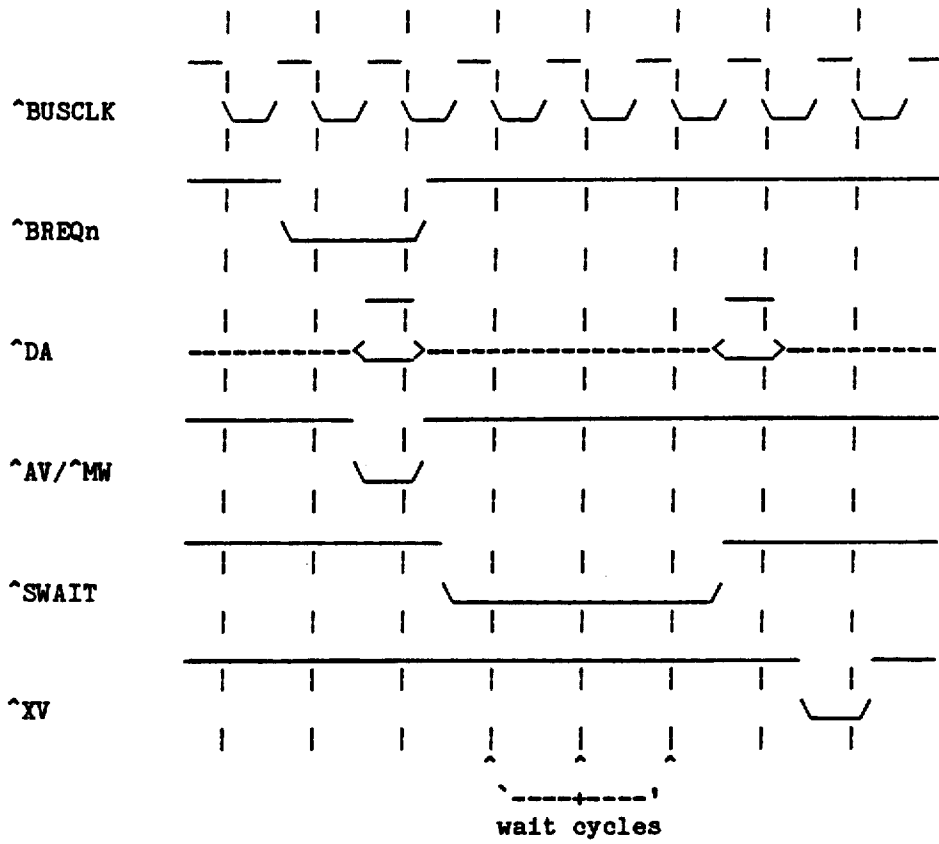 ^BUSCLK
^BREQn
^DA
^AV/^MW
^SWAIT
^XV
^ ^ ^
`----+----'
wait cycles